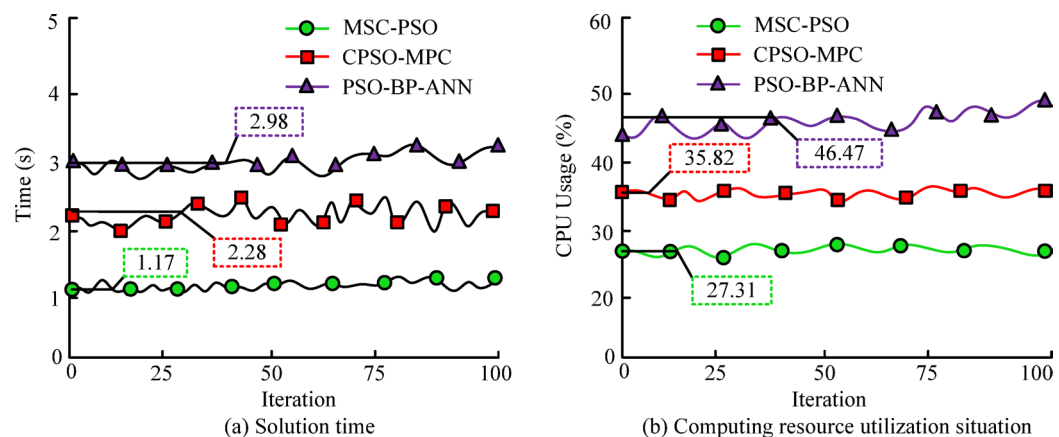 5
4
3
2
1
0
Time (s)
MSC-PSO
CPSO-MPC
PSO-BP-ANN
2.98
2.28
1.17
0
25
50
75
100
Iteration
(a) Solution time
60
50
40
30
20
0
CPU Usage (%)
MSC-PSO
CPSO-MPC
PSO-BP-ANN
35.82
46.47
27.31
0
25
50
75
100
Iteration
(b) Computing resource utilization situation